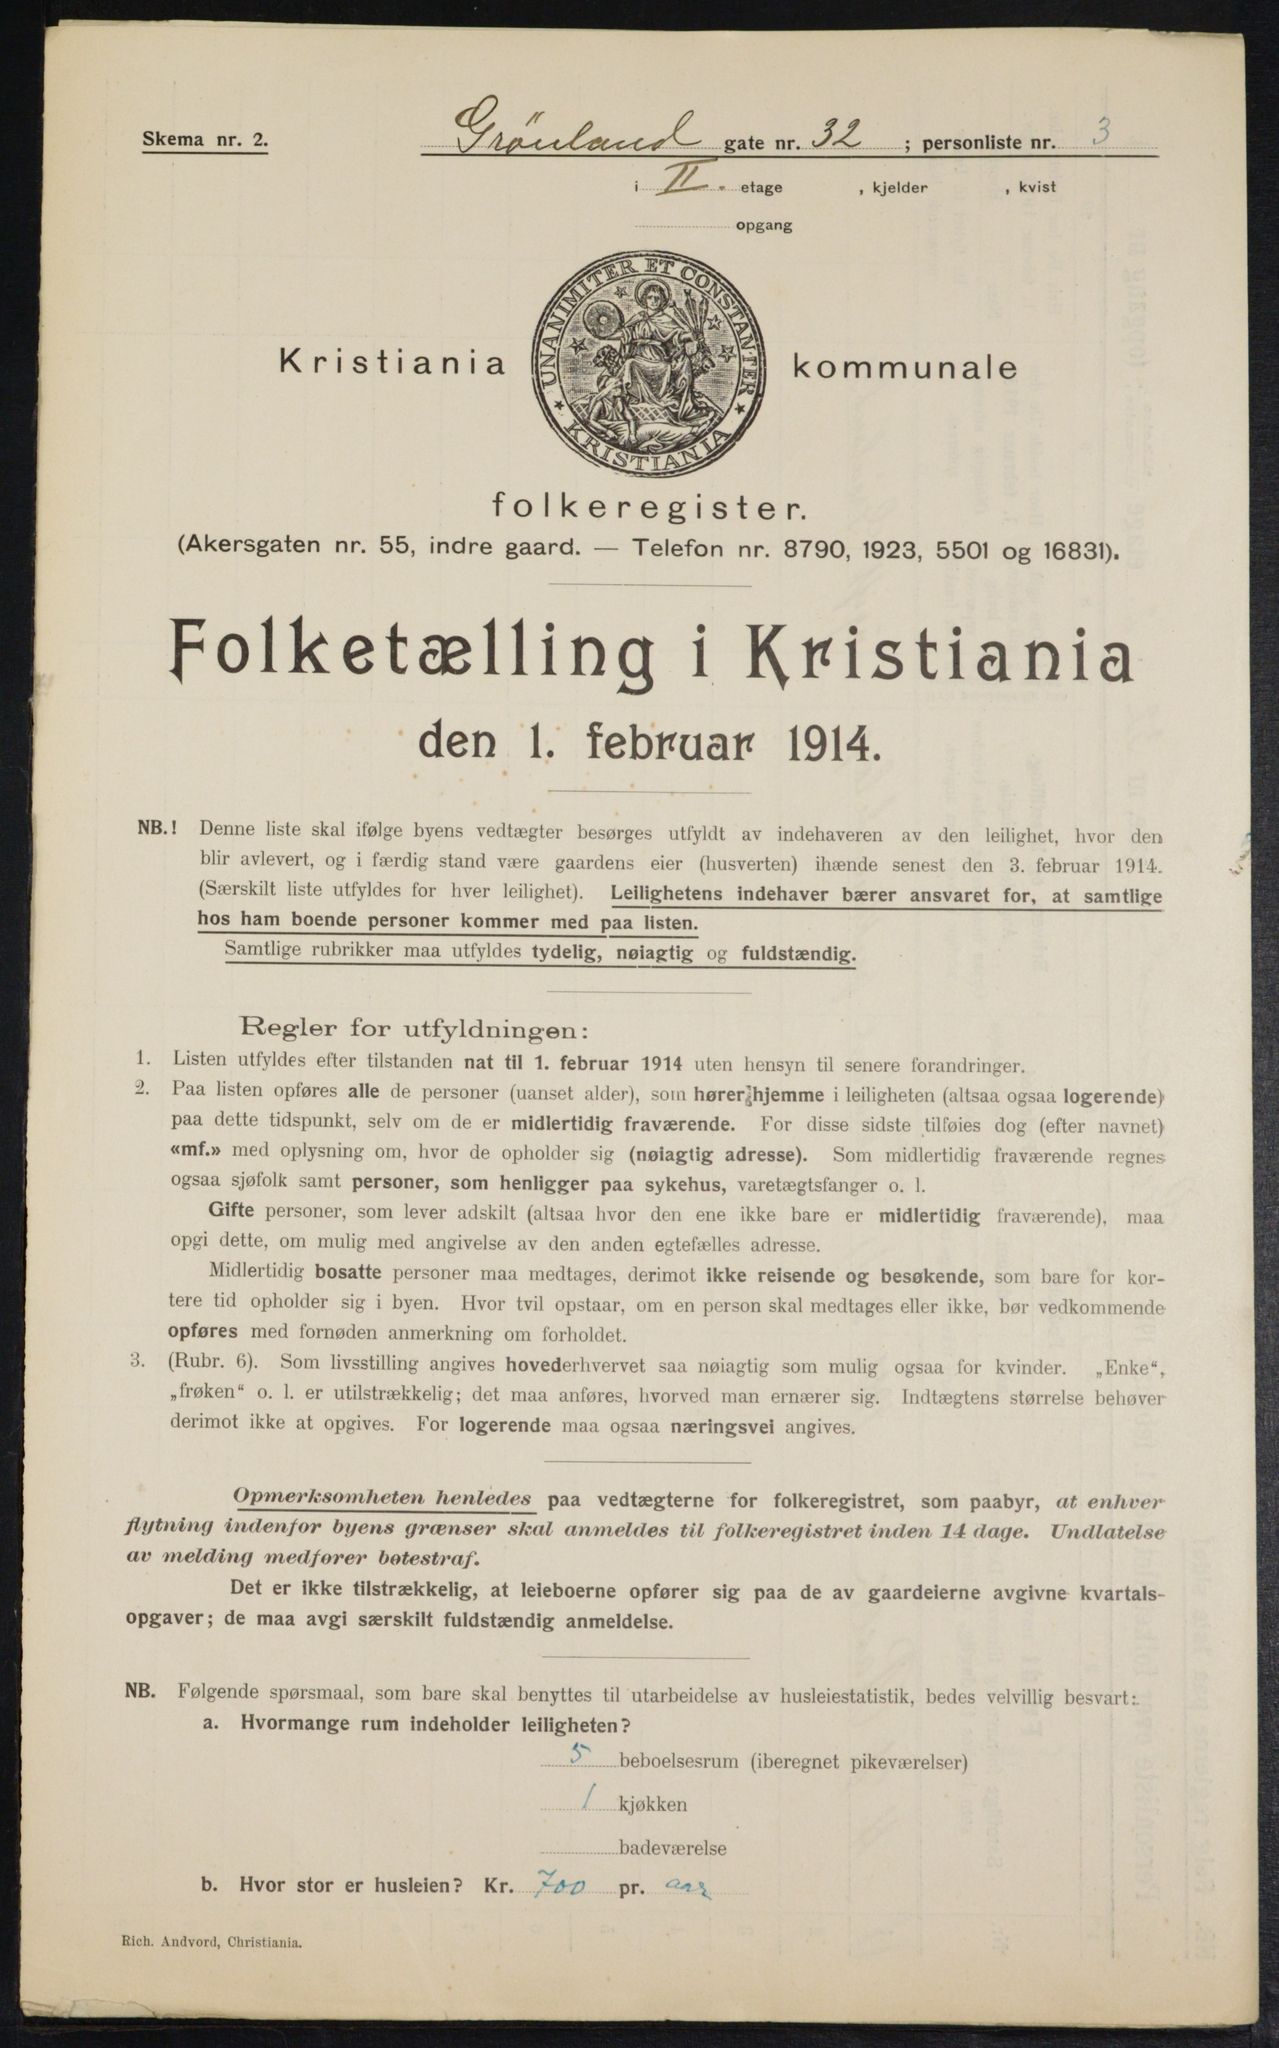 Skema nr. 2.
Grönland gate nr. 32 ; personliste nr. 3
i II. etage , kjelder , kvist
opgang
UNANIMITER ET CONSTANTER
KRISTIANIA
Kristiania kommunale
folkeregister.
(Akersgaten nr. 55, indre gaard. — Telefon nr. 8790, 1923, 5501 og 16831).
Folketælling i Kristiania
den 1. februar 1914.
NB.! Denne liste skal ifølge byens vedtægter besørges utfyldt av indehaveren av den leilighet, hvor den
blir avlevert, og i færdig stand være gaardens eier (husverten) ihænde senest den 3. februar 1914.
(Særskilt liste utfyldes for hver leilighet). Leilighetens indehaver bærer ansvaret for, at samtlige
hos ham boende personer kommer med paa listen.
Samtlige rubrikker maa utfyldes tydelig, nøiagtig og fuldstændig.
Regler for utfyldningen:
1. Listen utfyldes efter tilstanden nat til 1. februar 1914 uten hensyn til senere forandringer.
2. Paa listen opføres alle de personer (uanset alder), som hører hjemme i leiligheten (altsaa ogsaa logerende)
paa dette tidspunkt, selv om de er midlertidig fraværende. For disse sidste tilføies dog (efter navnet)
«mf.» med oplysning om, hvor de opholder sig (nøiagtig adresse). Som midlertidig fraværende regnes
ogsaa sjøfolk samt personer, som henligger paa sykehus, varetægtsfanger o. l.
Gifte personer, som lever adskilt (altsaa hvor den ene ikke bare er midlertidig fraværende), maa
opgi dette, om mulig med angivelse av den anden egtefælles adresse.
Midlertidig bosatte personer maa medtages, derimot ikke reisende og besøkende, som bare for kor-
tere tid opholder sig i byen. Hvor tvil opstaar, om en person skal medtages eller ikke, bør vedkommende
opføres med fornøden anmerkning om forholdet.
3. (Rubr. 6). Som livsstilling angives hovederhvervet saa nøiagtig som mulig ogsaa for kvinder. „Enke“,
„frøken“ o. l. er utilstrækkelig; det maa anføres, hvorved man ernærer sig. Indtægtens størrelse behøver
derimot ikke at opgives. For logerende maa ogsaa næringsvei angives.
Opmerksomheten henledes paa vedtægterne for folkeregistret, som paabyr, at enhver
flytning indenfor byens grænser skal anmeldes til folkeregistret inden 14 dage. Undlatelse
av melding medfører bøtestraf.
Det er ikke tilstrækkelig, at leieboerne opfører sig paa de av gaardeierne avgivne kvartals-
opgaver; de maa avgi særskilt fuldstændig anmeldelse.
NB. Følgende spørsmaal, som bare skal benyttes til utarbeidelse av husleiestatistik, bedes velvillig besvart:
a. Hvormange rum indeholder leiligheten?
5 beboelsesrum (iberegnet pikeværelser)
1 kjøkken
badeværelse
b. Hvor stor er husleien? Kr. 700 pr. aar
Rich. Andvord, Christiania.